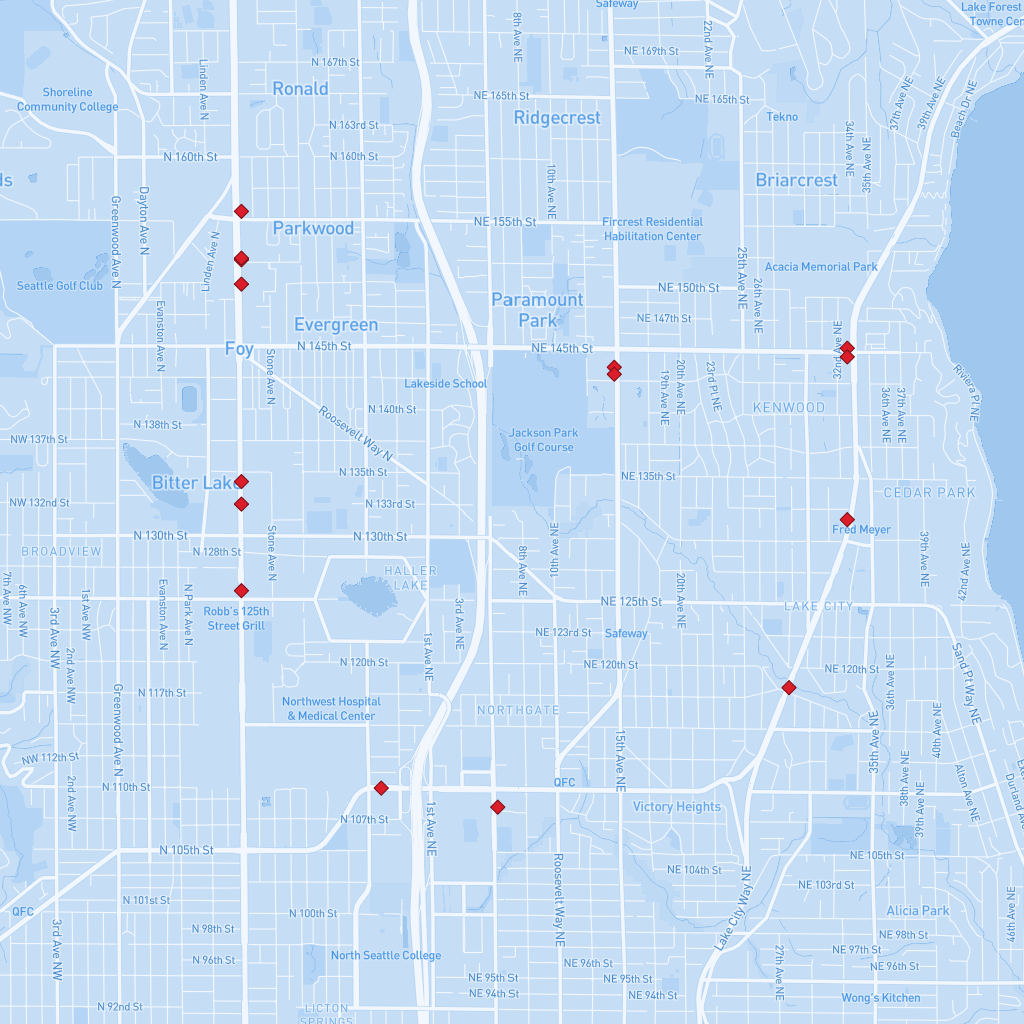 Safeway
Lake Forest
Towne Cen
8th Ave NE
22nd Ave NE
NE 169th St
N 167th St
Linden Ave N
Ronald
Shoreline
Community College
NE 165th St
NE 165th St
37th Ave NE
39th Ave NE
Beach Dr NE
Ridgecrest
Tekno
N 163rd St
34th Ave NE
35th Ave NE
N 160th St
N 160th St
ds
Briarcrest
10th Ave NE
Dayton Ave N
Greenwood Ave N
Parkwood
NE 155th St
Fircrest Residential
Habilitation Center
Linden Ave N
25th Ave NE
Acacia Memorial Park
Seattle Golf Club
NE 150th St
26th Ave NE
Paramount
Park
Evanston Ave N
Evergreen
NE 147th St
32nd Ave NE
Foy
N 145th St
NE 145th St
Stone Ave N
Lakeside School
20th Ave NE
19th Ave NE
23rd Pl NE
Riviera Pl NE
36th Ave NE
37th Ave NE
KENWOOD
N 140th St
N 138th St
Roosevelt Way N
NW 137th St
Jackson Park
Golf Course
N 135th St
NE 135th St
Bitter Lake
CEDAR PARK
NW 132nd St
N 133rd St
Fred Meyer
N 130th St
N 130th St
10th Ave NE
39th Ave NE
BROADVIEW
N 128th St
Stone Ave N
8th Ave NE
42nd Ave NE
HALLER
LAKE
7th Ave NW
6th Ave NW
1st Ave NW
Evanston Ave N
N Park Ave N
20th Ave NE
Robb's 125th
Street Grill
3rd Ave NW
3rd Ave NE
NE 125th St
LAKE CITY
NE 123rd St
Safeway
1st Ave NE
2nd Ave NW
N 120th St
NE 120th St
NE 120th St
36th Ave NE
Sand Pt Way NE
N 117th St
Greenwood Ave N
Northwest Hospital
& Medical Center
NORTHGATE
40th Ave NE
35th Ave NE
15th Ave NE
NW 112th St
38th Ave NE
Alton Ave NE
Durland Av
N 110th St
2nd Ave NW
QFC
Victory Heights
39th Ave NE
N 107th St
1st Ave NE
N 105th St
NE 105th St
Roosevelt Way NE
NE 104th St
NE 103rd St
Lake City Way NE
N 101st St
QFC
N 100th St
Alicia Park
46th Ave NE
3rd Ave NW
N 98th St
NE 98th St
27th Ave NE
NE 97th St
North Seattle College
N 96th St
NE 96th St
NE 96th St
NE 95th St
NE 95th St
NE 94th St
NE 94th St
Wong's Kitchen
N 92nd St
LICTON
SPRINGS